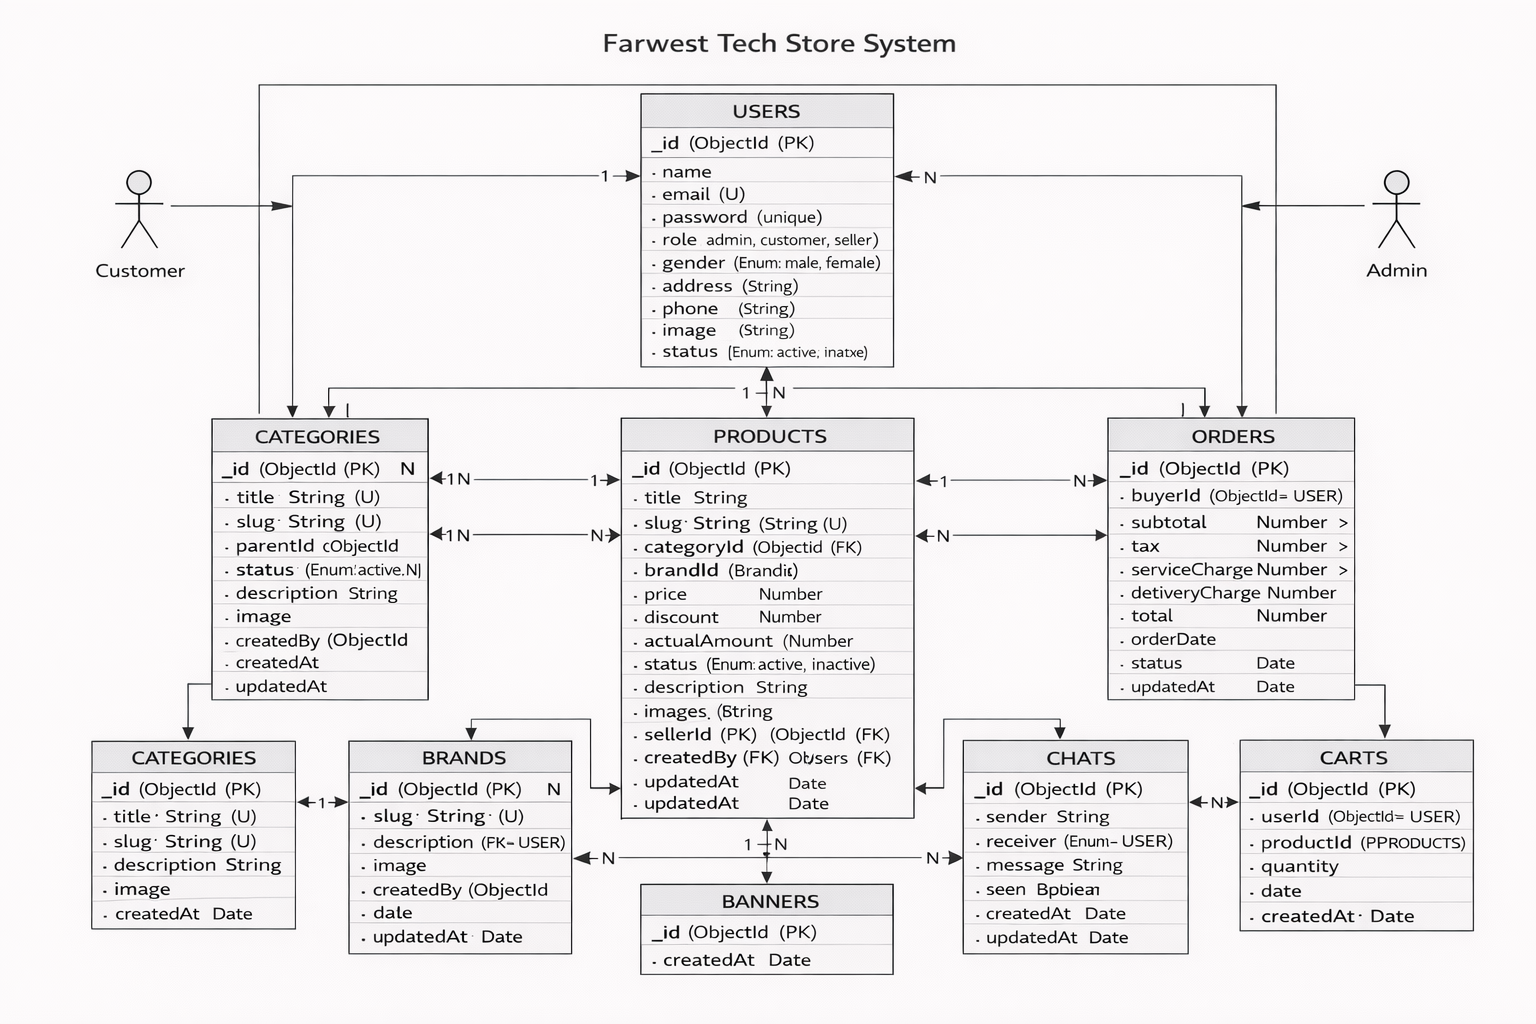 Farwest Tech Store System
USERS
_id (ObjectId (PK)
· name
· email (U)
· password (unique)
· role admin, customer, seller)
· gender (Enum: male, female)
· address (String)
· phone (String)
· image (String)
· status (Enum: active, inatxe)
1
N
Customer
Admin
1
N
CATEGORIES
_id (ObjectId (PK) N
· title· String (U)
· slug· String (U)
· parentId cObjectId
· status· (Enum:active.N)
· description String
· image
· createdBy (ObjectId
· createdAt
· updatedAt
1N
1
1N
N
PRODUCTS
_id (ObjectId (PK)
· title String
· slug· String (String (U)
· categoryId (Objectid (FK)
· brandId (Brandic)
· price Number
· discount Number
· actualAmount (Number
· status (Enum: active, inactive)
· description String
· images. (String
· sellerId (PK) (ObjectId (FK)
· createdBy (FK) Ousers (FK)
· updatedAt Date
· updatedAt Date
1
N
N
ORDERS
_id (ObjectId (PK)
· buyerId (ObjectId= USER)
· subtotal Number >
· tax Number >
· serviceCharge Number >
· detiveryCharge Number
· total Number
· orderDate
· status Date
· updatedAt Date
CATEGORIES
_id (ObjectId (PK)
· title· String (U)
· slug· String (U)
· description String
· image
· createdAt Date
1
BRANDS
_id (ObjectId (PK) N
· slug· String· (U)
· description (FK-USER)
· image
· createdBy (ObjectId
· dale
· updatedAt· Date
N
1
N
N
BANNERS
_id (ObjectId (PK)
· createdAt Date
CHATS
_id (ObjectId (PK)
· sender String
· receiver (Enum- USER)
· message String
· seen
· createdAt Date
· updatedAt Date
N
CARTS
_id (ObjectId (PK)
· userId (ObjectId= USER)
· productId (PPRODUCTS)
· quantity
· date
· createdAt· Date